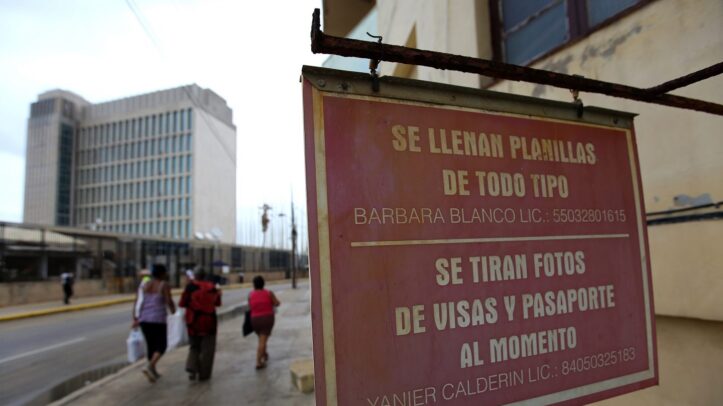 SE LLENAN PLANILLAS
DE TODO TIPO
BARBARA BLANCO LIC.: 55032801615
SE TIRAN FOTOS
DE VISAS Y PASAPORTE
AL MOMENTO
YANIER CALDERIN LIC.: 84050325183